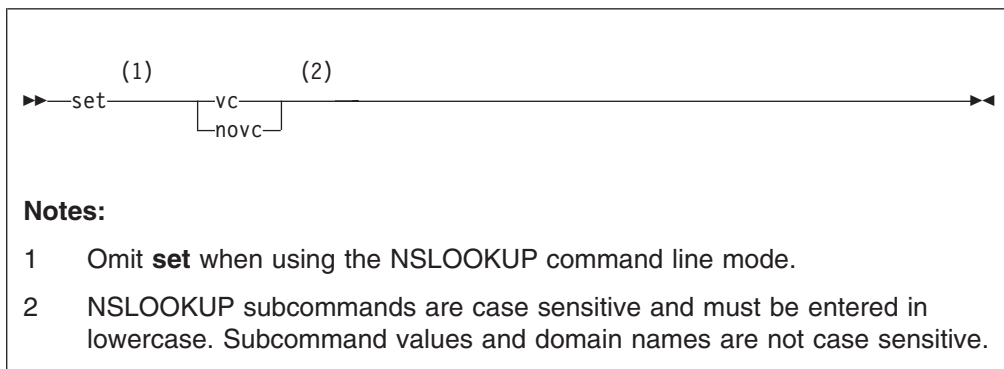 (1) (2)
set vc
novc
Notes:
1 Omit set when using the NSLOOKUP command line mode.
2 NSLOOKUP subcommands are case sensitive and must be entered in
lowercase. Subcommand values and domain names are not case sensitive.